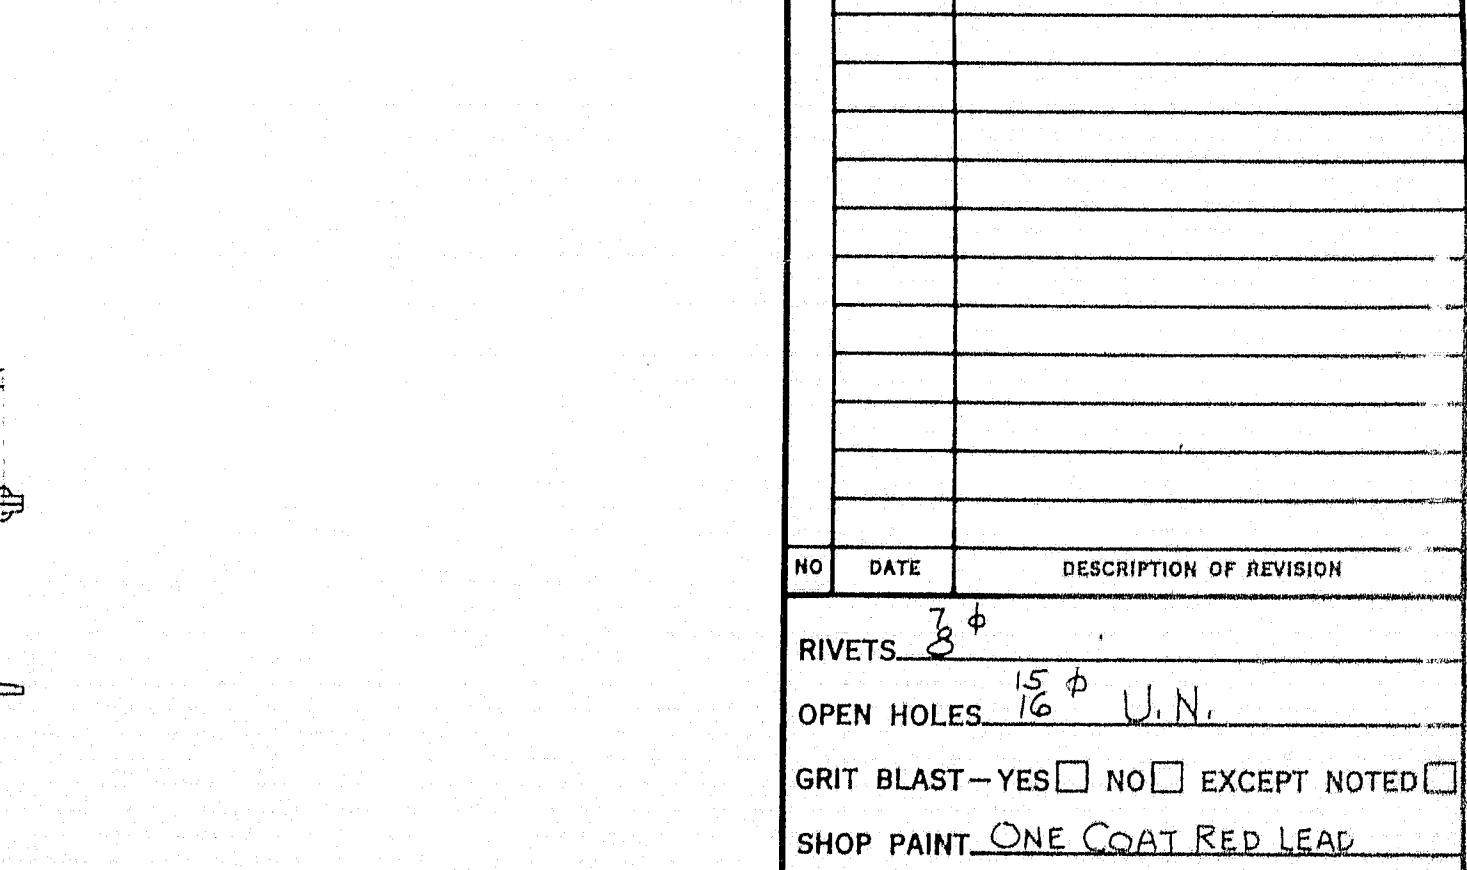 NO DATE DESCRIPTION OF REVISION
RIVETS 7/8 ϕ
OPEN HOLES 15/16 ϕ U.N.
GRIT BLAST—YES☐ NO☐ EXCEPT NOTED☐
SHOP PAINT ONE COAT RED LEAD